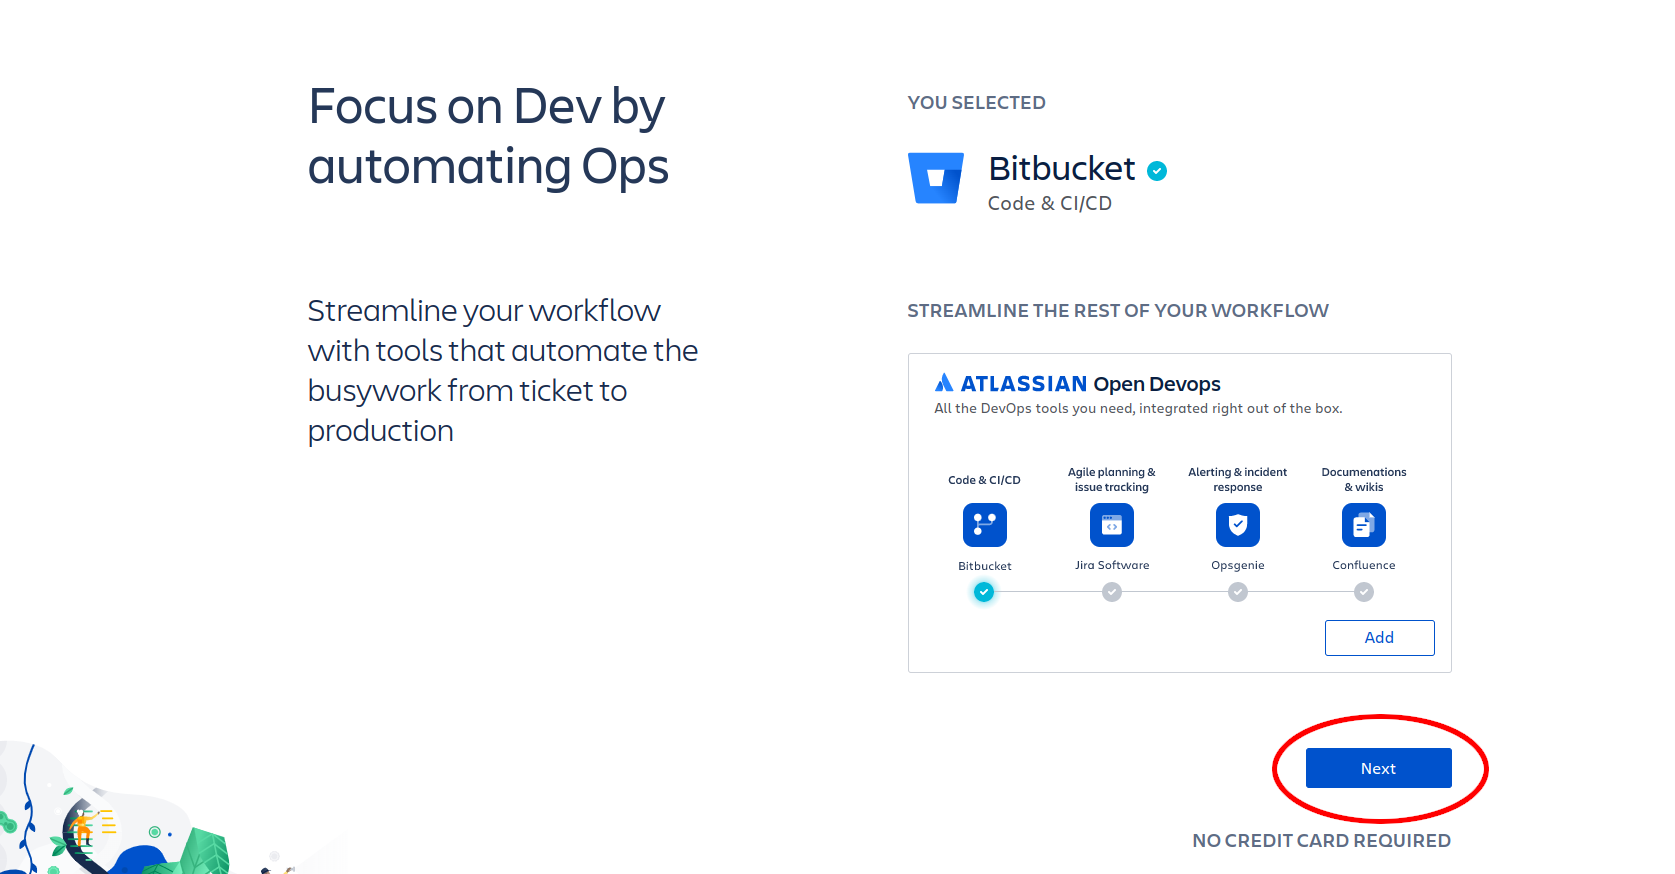 Focus on Dev by
automating Ops
Streamline your workflow
with tools that automate the
busywork from ticket to
production
YOU SELECTED
Bitbucket
Code & CI/CD
STREAMLINE THE REST OF YOUR WORKFLOW
ATLASSIAN Open Devops
All the DevOps tools you need, integrated right out of the box.
Code & CI/CD
Bitbucket
Agile planning &
issue tracking
Jira Software
Alerting & incident
response
Opsgenie
Documenations
& wikis
Confluence
Add
Next
NO CREDIT CARD REQUIRED